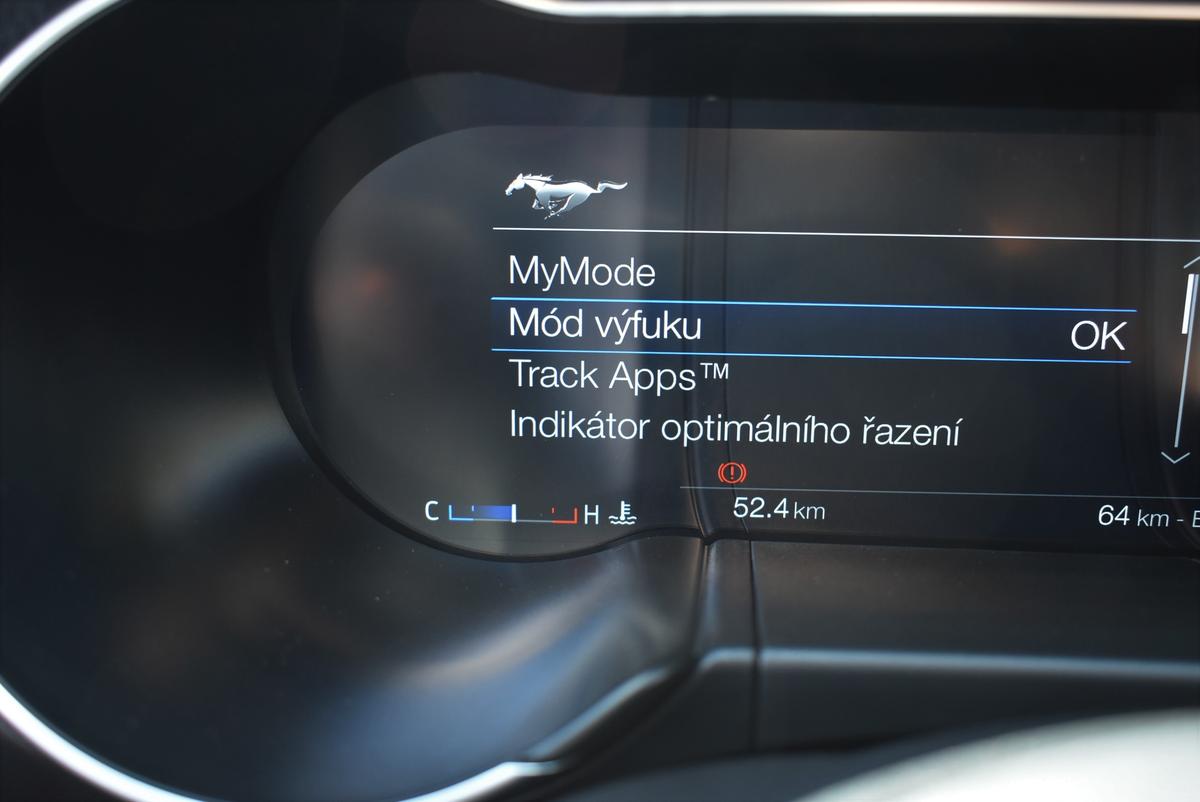 MyMode
Mód výfuku OK
Track Apps™
Indikátor optimálního řazení
C H
52.4 km 64 km -